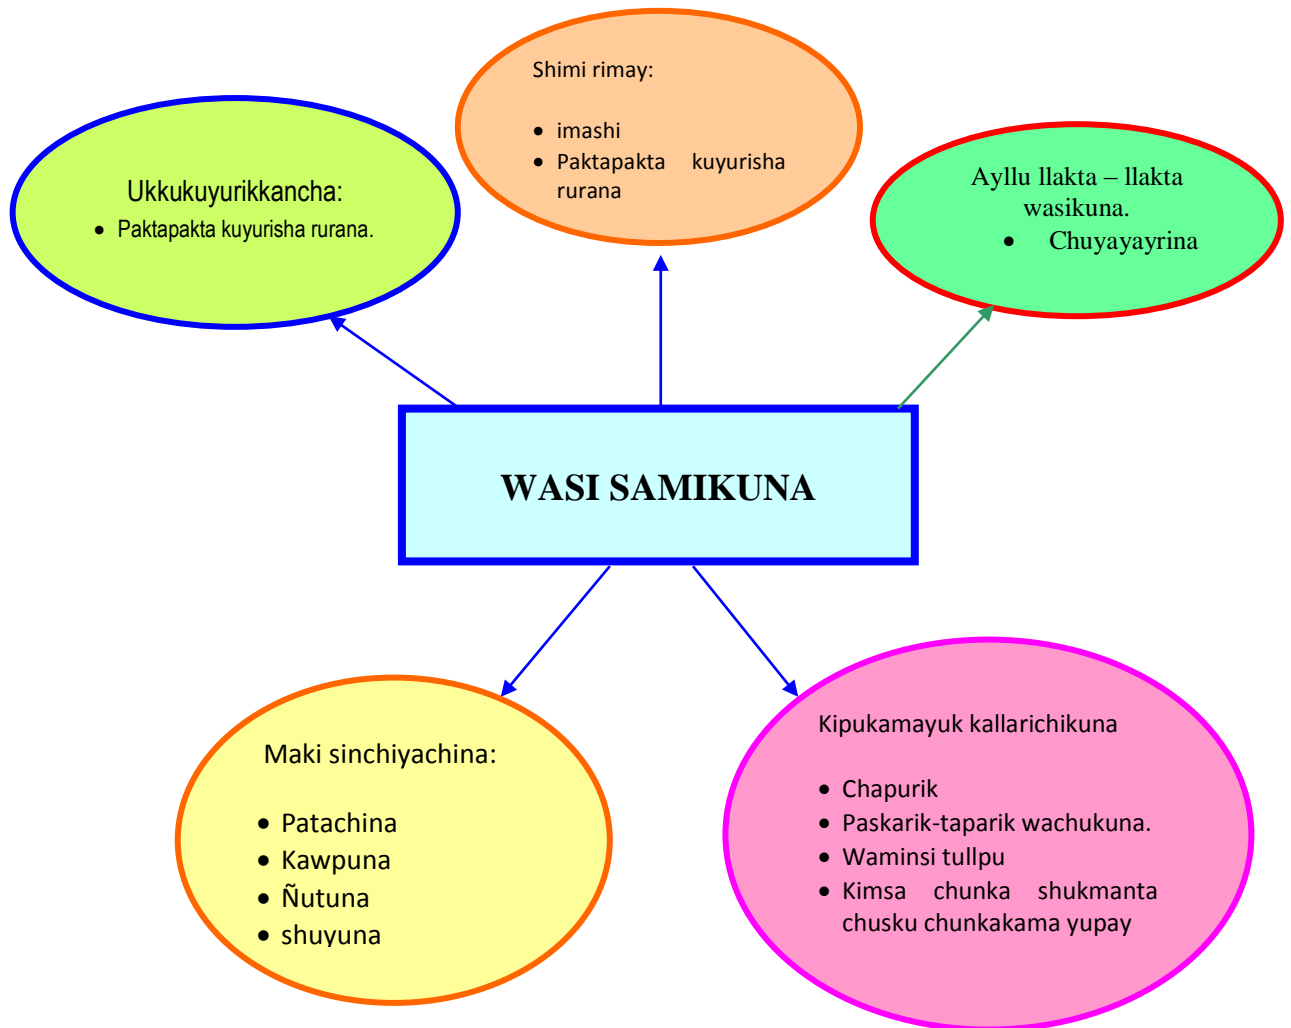 Shimi rimay:
• imashi
• Paktapakta kuyurisha
rurana
Ukkukuyurikkancha:
• Paktapakta kuyurisha rurana.
Ayllu llakta – llakta
wasikuna.
• Chuyayayrina
WASI SAMIKUNA
Maki sinchiyachina:
• Patachina
• Kawpuna
• Ñutuna
• shuyuna
Kipukamayuk kallarichikuna
• Chapurik
• Paskarik-taparik wachukuna.
• Waminsi tullpu
• Kimsa chunka shukmanta
chusku chunkakama yupay